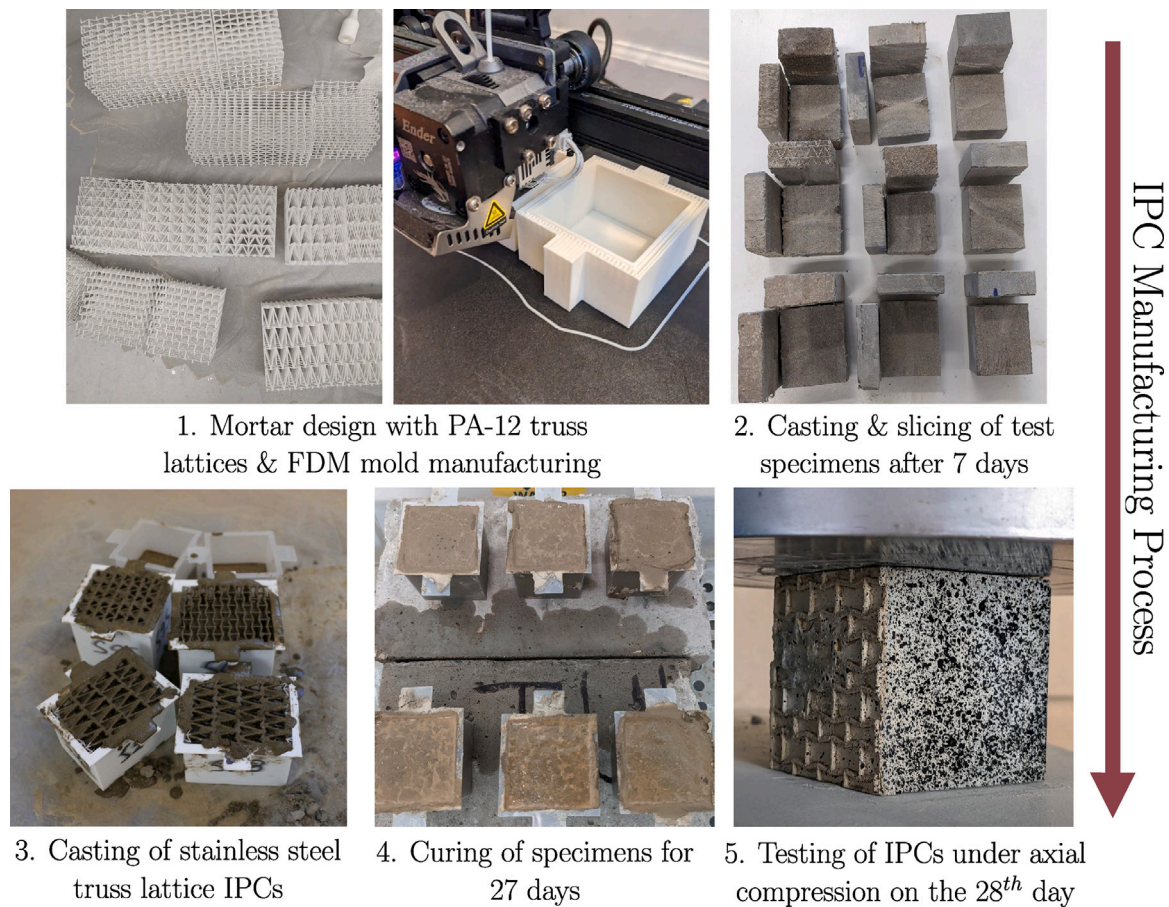 Ender
1. Mortar design with PA-12 truss
lattices & FDM mold manufacturing
2. Casting & slicing of test
specimens after 7 days
3. Casting of stainless steel
truss lattice IPCs
4. Curing of specimens for
27 days
5. Testing of IPCs under axial
compression on the 28th day
IPC Manufacturing Process